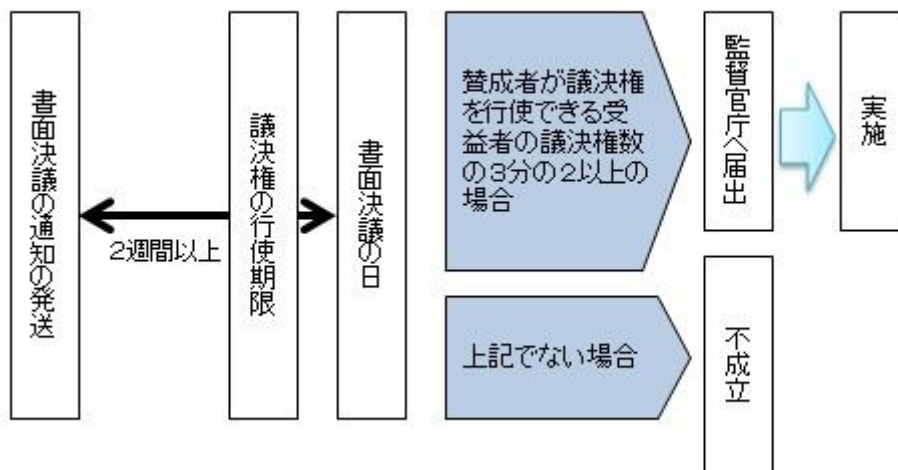 書面決議の通知の発送
2週間以上
議決権の行使期限
書面決議の日
賛成者が議決権
を行使できる受
益者の議決権数
の3分の2以上の
場合
監督官庁へ届出
実施
上記でない場合
不成立